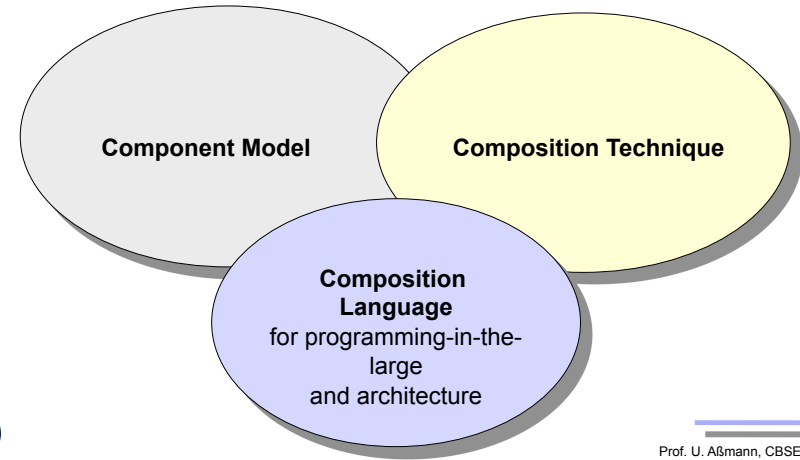 Component Model
Composition Technique
Composition
Language
for programming-in-the-
large
and architecture
Prof. U. Aßmann, CBSE